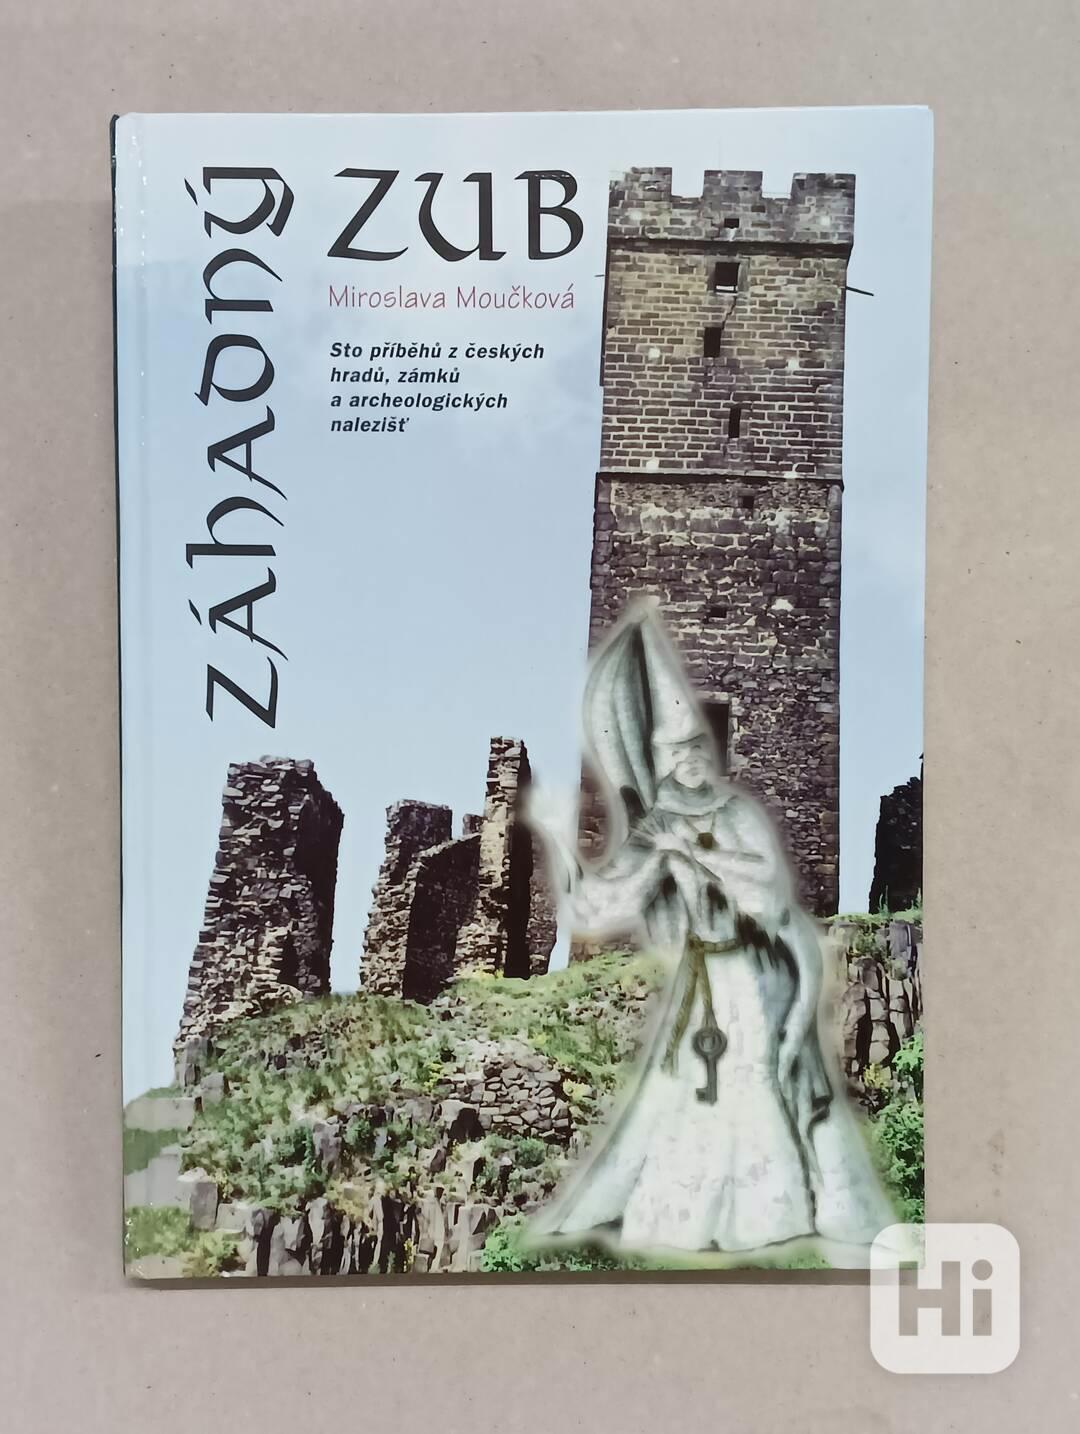 ZÁHADNÝ
ZUB
Miroslava Moučková
Sto příběhů z českých
hradů, zámků
a archeologických
nalezišť
Hi